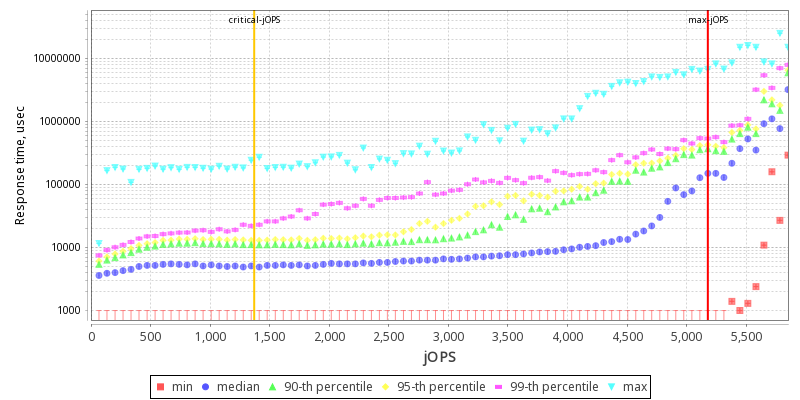 critical-jOPS max-jOPS
10000000
1000000
100000
10000
1000
Response time, usec
0 500 1,000 1,500 2,000 2,500 3,000 3,500 4,000 4,500 5,000 5,500
jOPS
min median 90-th percentile 95-th percentile 99-th percentile max